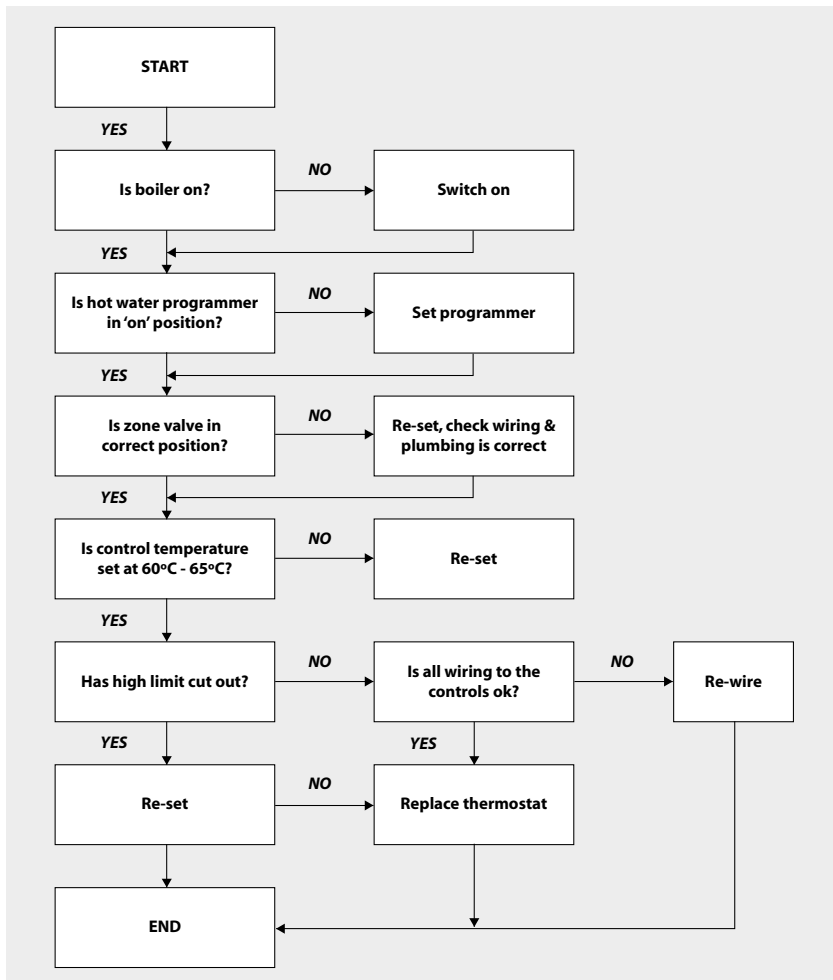 START
YES
Is boiler on?
NO
Switch on
YES
Is hot water programmer
in ‘on’ position?
NO
Set programmer
YES
Is zone valve in
correct position?
NO
Re-set, check wiring &
plumbing is correct
YES
Is control temperature
set at 60ºC - 65ºC?
NO
Re-set
YES
Has high limit cut out?
NO
Is all wiring to the
controls ok?
NO
Re-wire
YES
YES
Re-set
NO
Replace thermostat
END